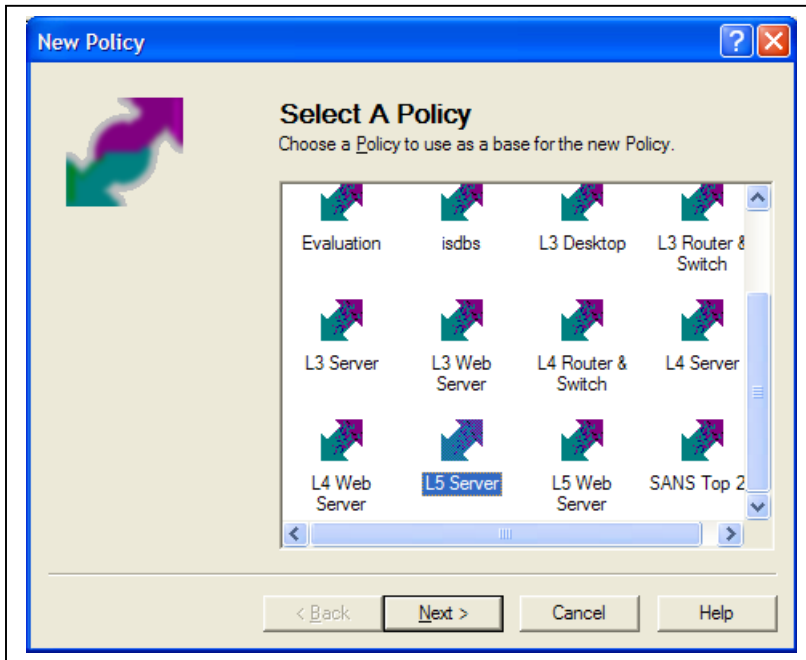 New Policy
Select A Policy
Choose a Policy to use as a base for the new Policy.
Evaluation
isdbs
L3 Desktop
L3 Router &
Switch
L3 Server
L3 Web
Server
L4 Router &
Switch
L4 Server
L4 Web
Server
L5 Server
L5 Web
Server
SANS Top 2
< Back
Next >
Cancel
Help